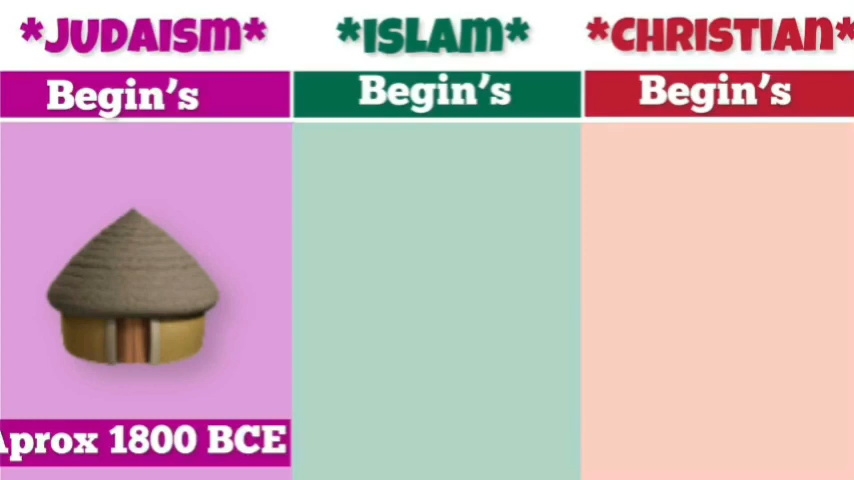 *JUDAISM*
*ISLAM*
*CHRISTIAN*
Begin's
Begin's
Begin's
Aprox 1800 BCE